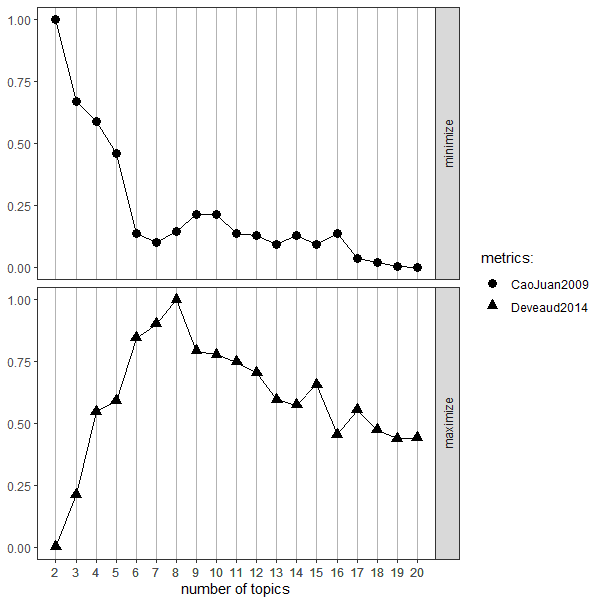 1.00
0.75
0.50
0.25
0.00
minimize
1.00
0.75
0.50
0.25
0.00
maximize
2 3 4 5 6 7 8 9 10 11 12 13 14 15 16 17 18 19 20
number of topics
metrics:
CaoJuan2009
Deveaud2014